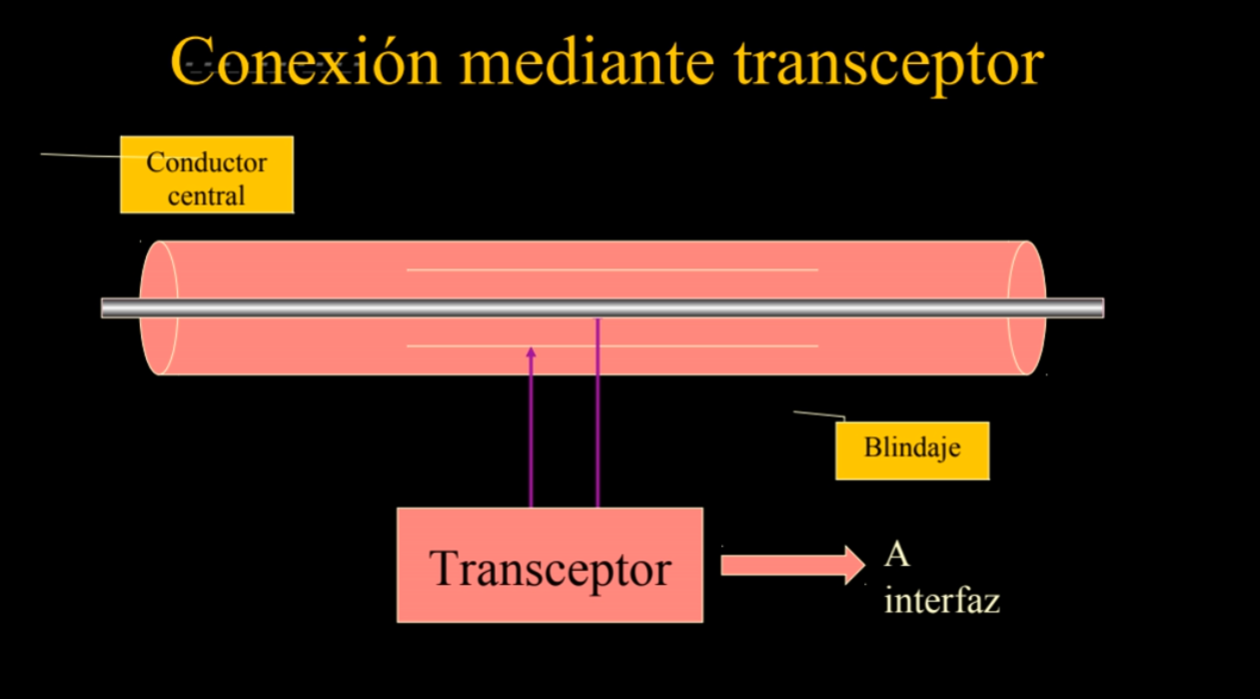 Conexión mediante transceptor
Conductor
central
Blindaje
Transceptor
A
interfaz